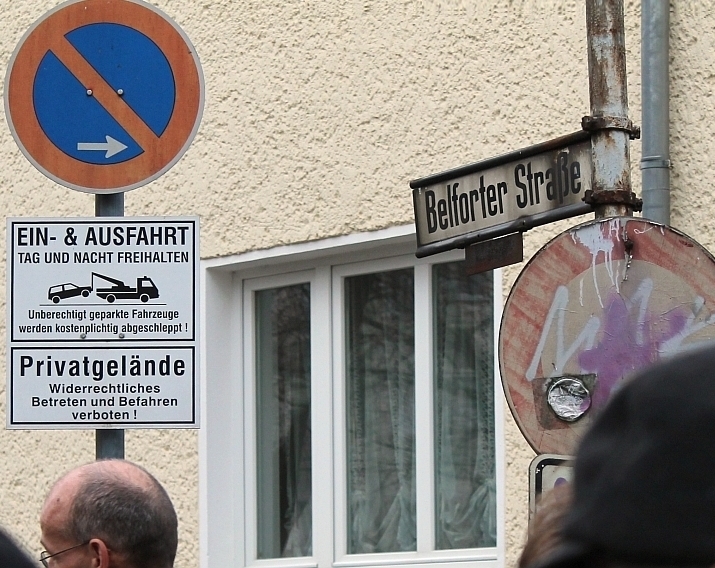 EIN- & AUSFAHRT
TAG UND NACHT FREIHALTEN
Unberechtigt geparkte Fahrzeuge
werden kostenplichtig abgeschleppt !
Privatgelände
Widerrechtliches
Betreten und Befahren
verboten !
Belforter Straße